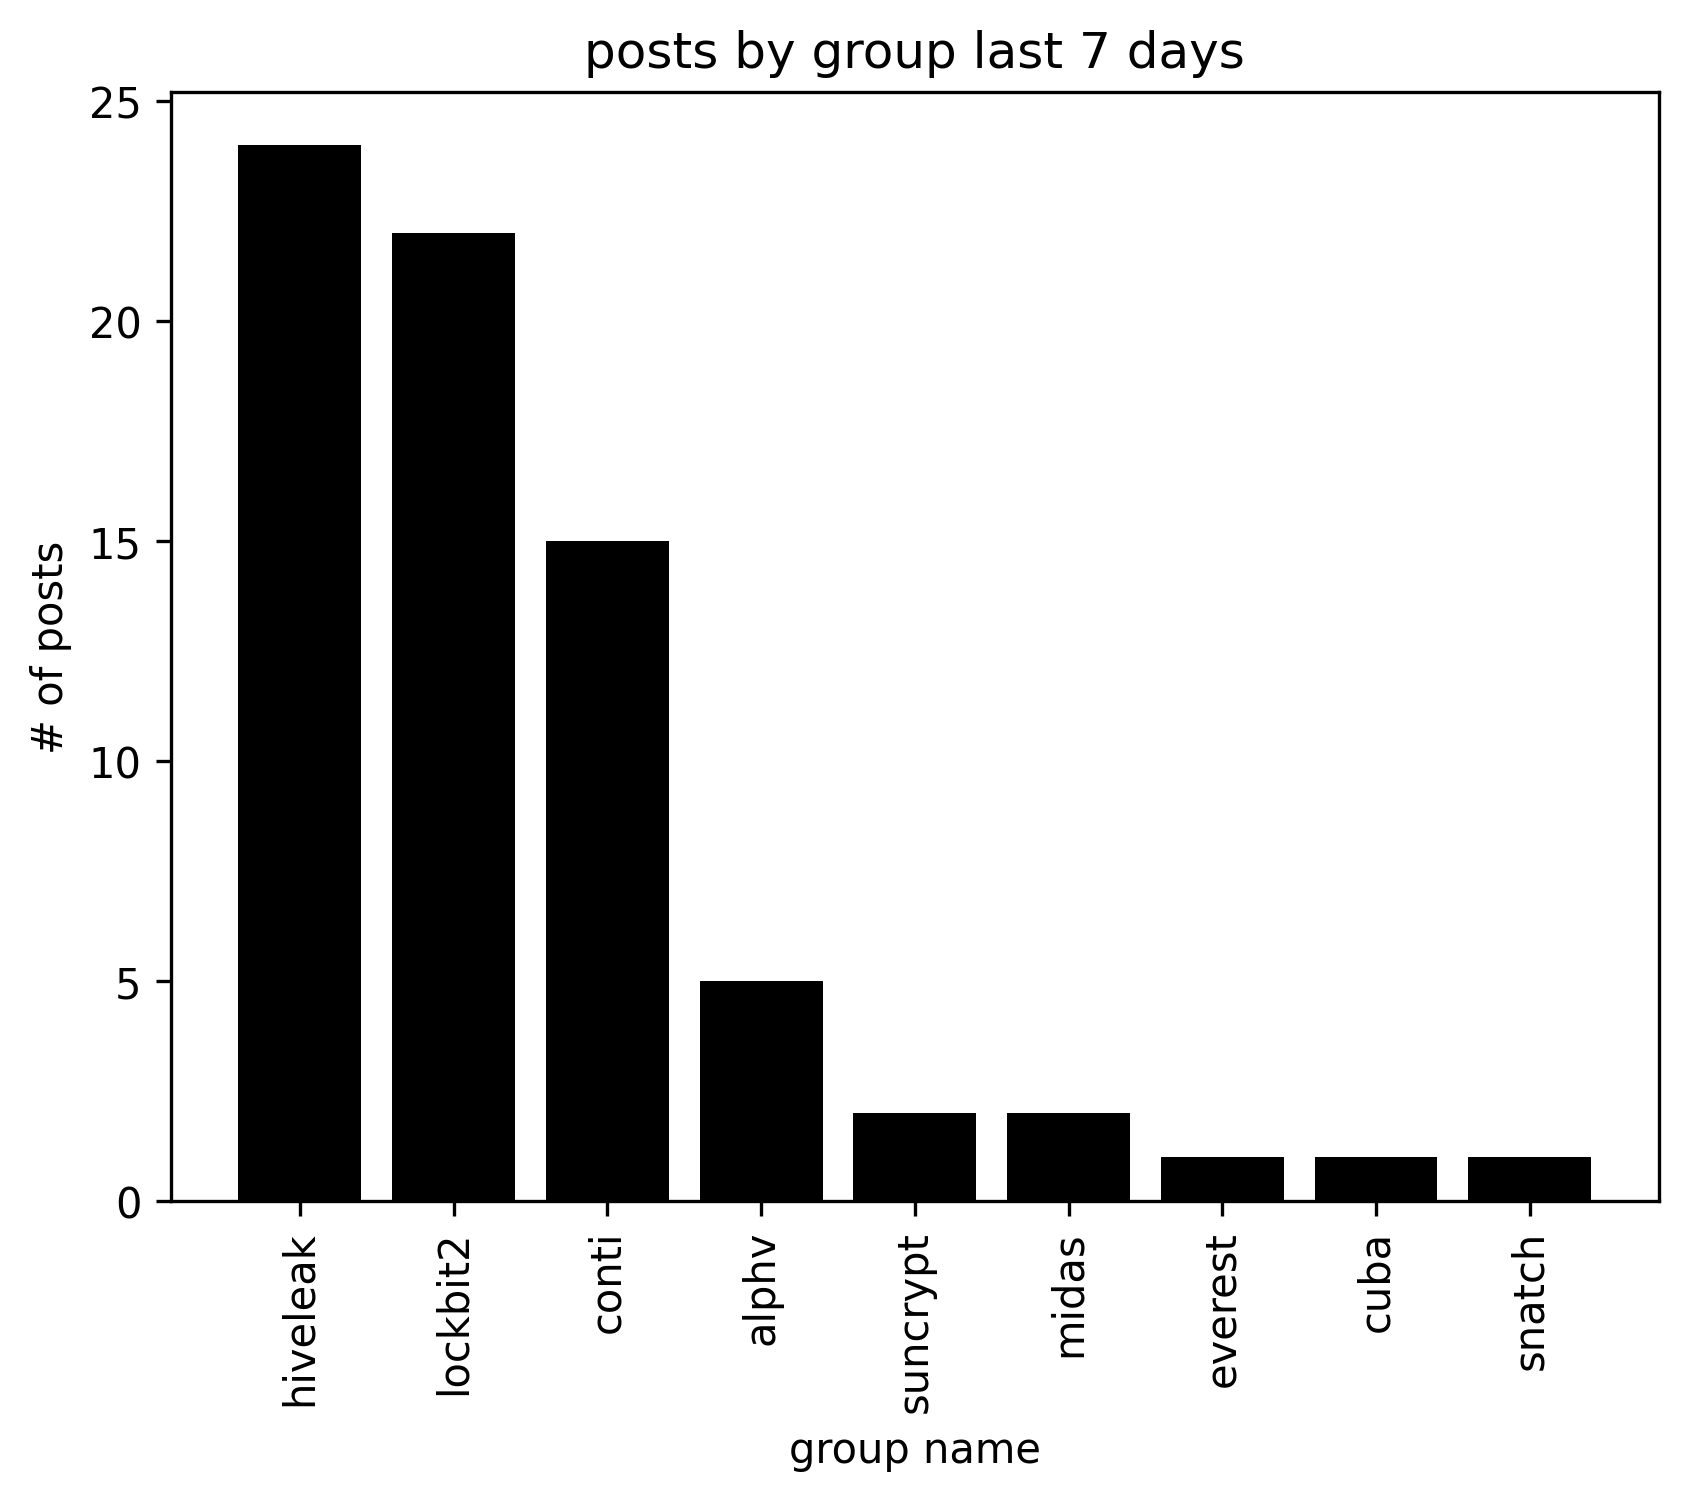 posts by group last 7 days
# of posts
25
20
15
10
5
0
hiveleak
lockbit2
conti
alphv
suncrypt
midas
everest
cuba
snatch
group name